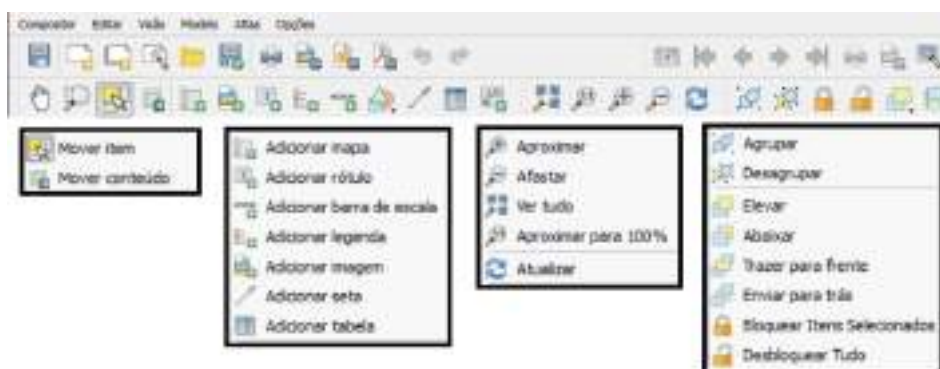 Compositor Editar Visão Modelo Atlas Opções
Mover item
Mover conteúdo
Adicionar mapa
Adicionar rótulo
Adicionar barra de escala
Adicionar legenda
Adicionar imagem
Adicionar seta
Adicionar tabela
Aproximar
Afastar
Ver tudo
Aproximar para 100%
Atualizar
Agrupar
Desagrupar
Elevar
Abaixar
Trazer para frente
Enviar para trás
Bloquear Itens Selecionados
Desbloquear Tudo